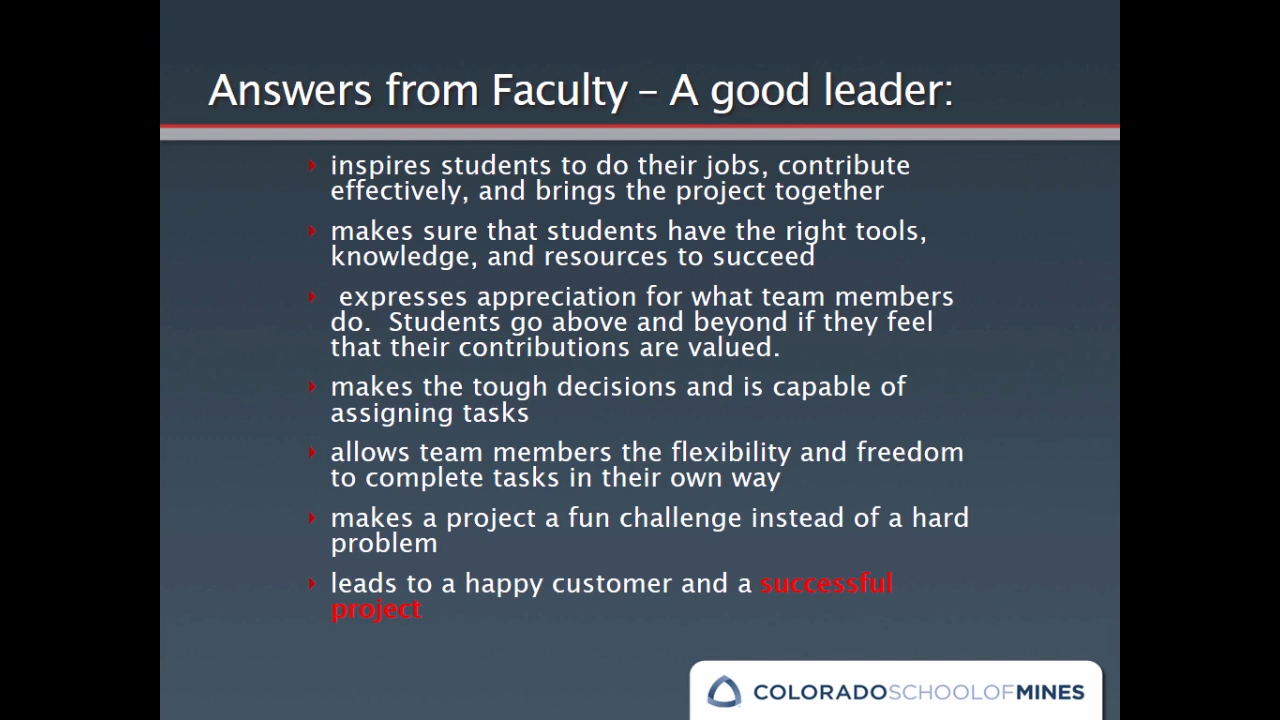 Answers from Faculty – A good leader:
inspires students to do their jobs, contribute
effectively, and brings the project together
makes sure that students have the right tools,
knowledge, and resources to succeed
expresses appreciation for what team members
do.  Students go above and beyond if they feel
that their contributions are valued.
makes the tough decisions and is capable of
assigning tasks
allows team members the flexibility and freedom
to complete tasks in their own way
makes a project a fun challenge instead of a hard
problem
leads to a happy customer and a successful
project
COLORADOSCHOOLOFMINES